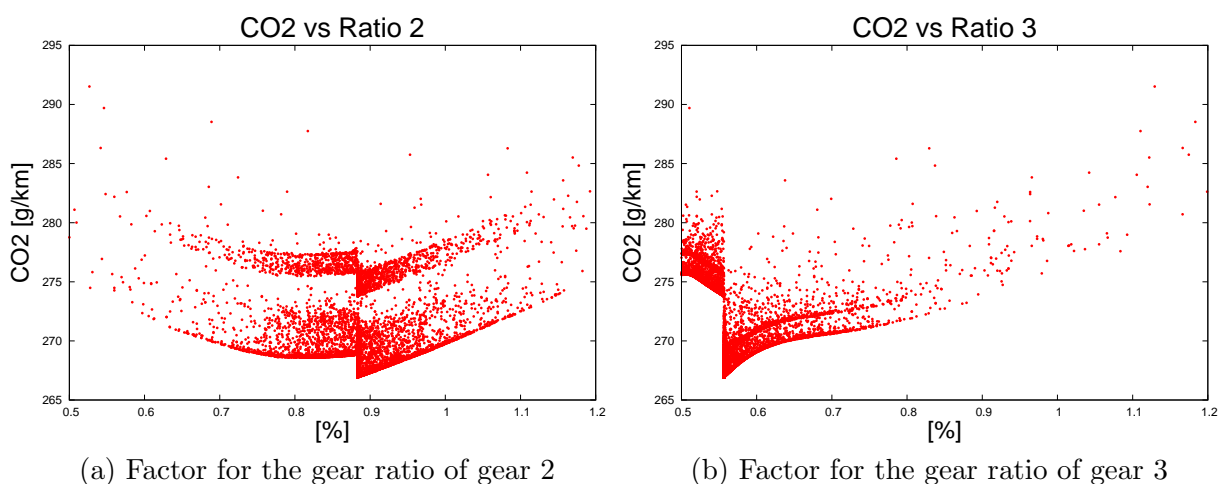 CO2 vs Ratio 2
295
290
285
280
275
270
265
CO2 [g/km]
0.5 0.6 0.7 0.8 0.9 1 1.1 1.2
[%]
(a) Factor for the gear ratio of gear 2
CO2 vs Ratio 3
295
290
285
280
275
270
265
CO2 [g/km]
0.5 0.6 0.7 0.8 0.9 1 1.1 1.2
[%]
(b) Factor for the gear ratio of gear 3